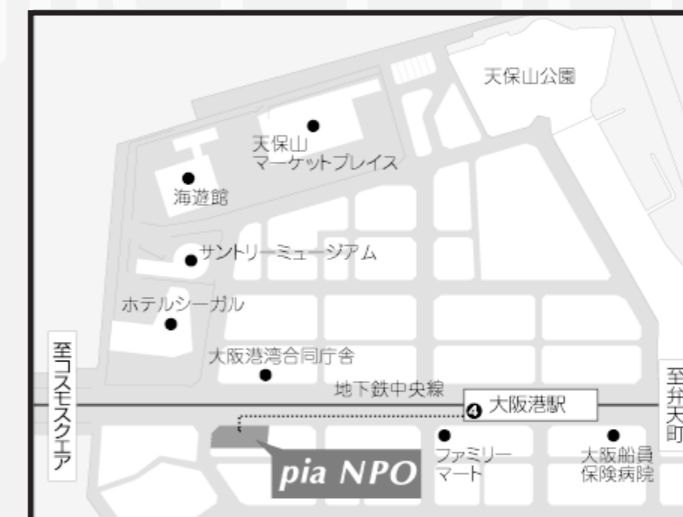 天保山公園
天保山
マーケットプレイス
海遊館
サントリーミュージアム
ホテルシーガル
大阪港湾合同庁舎
至コスモスクエア
地下鉄中央線
❹
大阪港駅
至弁天町
pia NPO
ファミリー
マート
大阪船員
保険病院